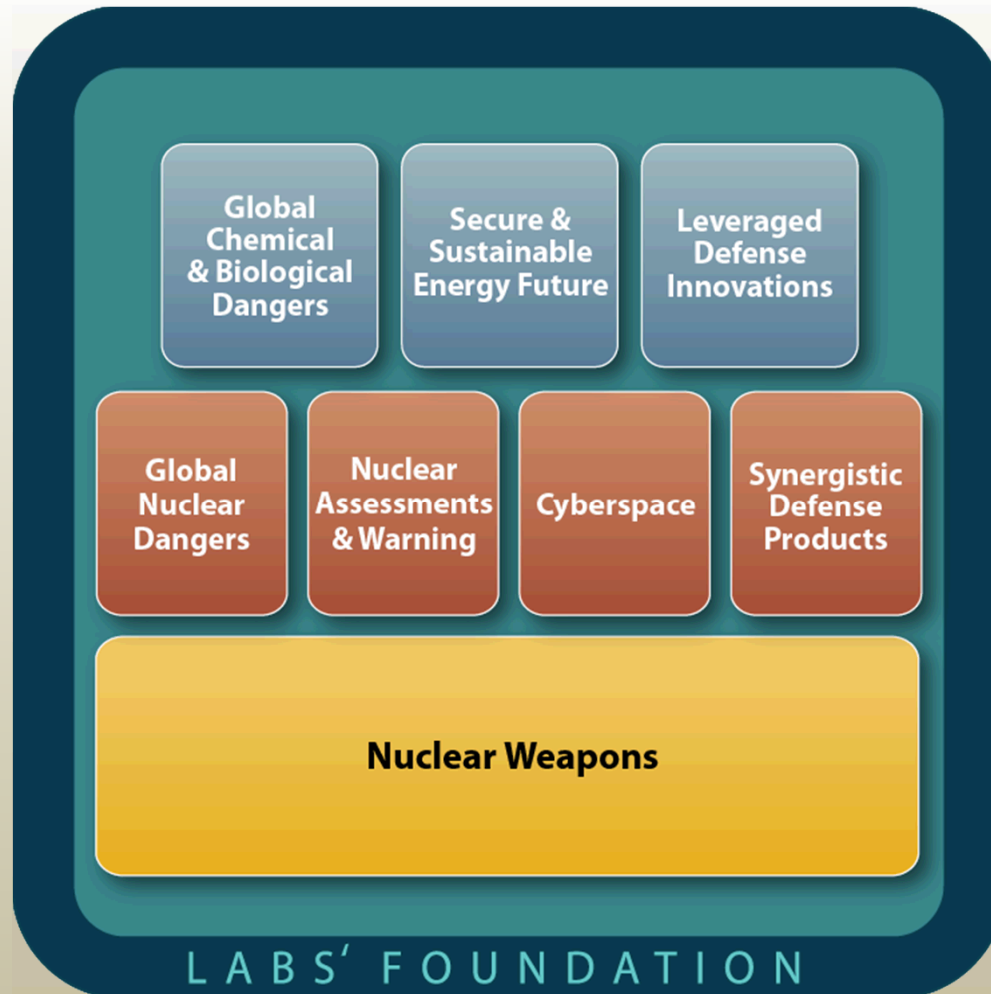 Global
Chemical
& Biological
Dangers
Secure &
Sustainable
Energy Future
Leveraged
Defense
Innovations
Global
Nuclear
Dangers
Nuclear
Assessments
& Warning
Cyberspace
Synergistic
Defense
Products
Nuclear Weapons
LABS‘ FOUNDATION